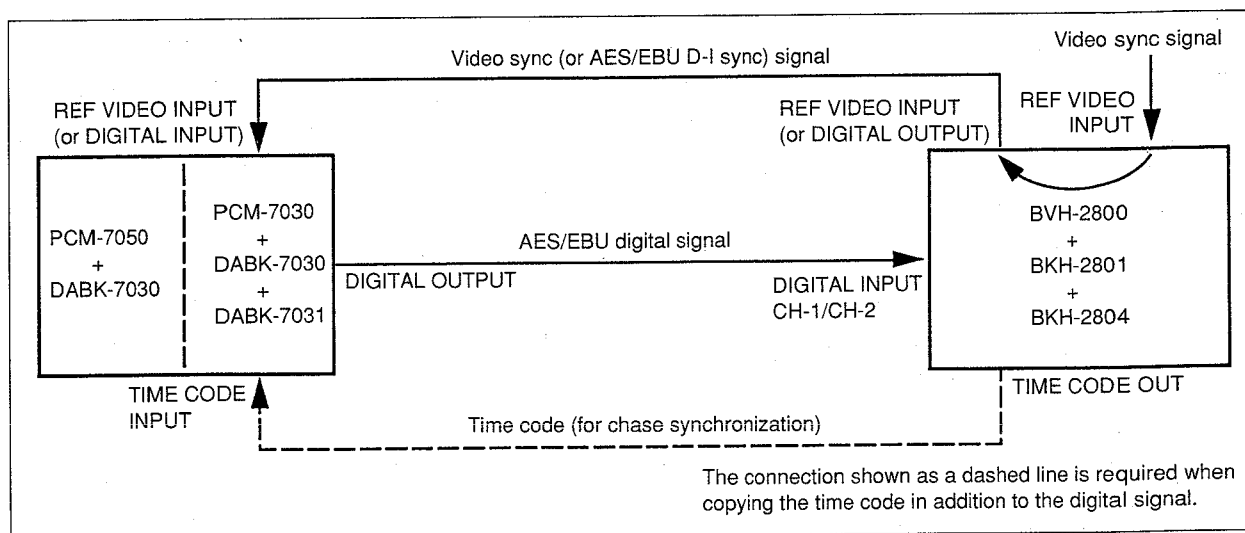 Video sync signal
Video sync (or AES/EBU D-I sync) signal
REF VIDEO INPUT
(or DIGITAL INPUT)
REF VIDEO INPUT
(or DIGITAL OUTPUT)
REF VIDEO
INPUT
PCM-7050
+
DABK-7030
PCM-7030
+
DABK-7030
+
DABK-7031
AES/EBU digital signal
DIGITAL OUTPUT
DIGITAL INPUT
CH-1/CH-2
BVH-2800
+
BKH-2801
+
BKH-2804
TIME CODE
INPUT
TIME CODE OUT
Time code (for chase synchronization)
The connection shown as a dashed line is required when
copying the time code in addition to the digital signal.